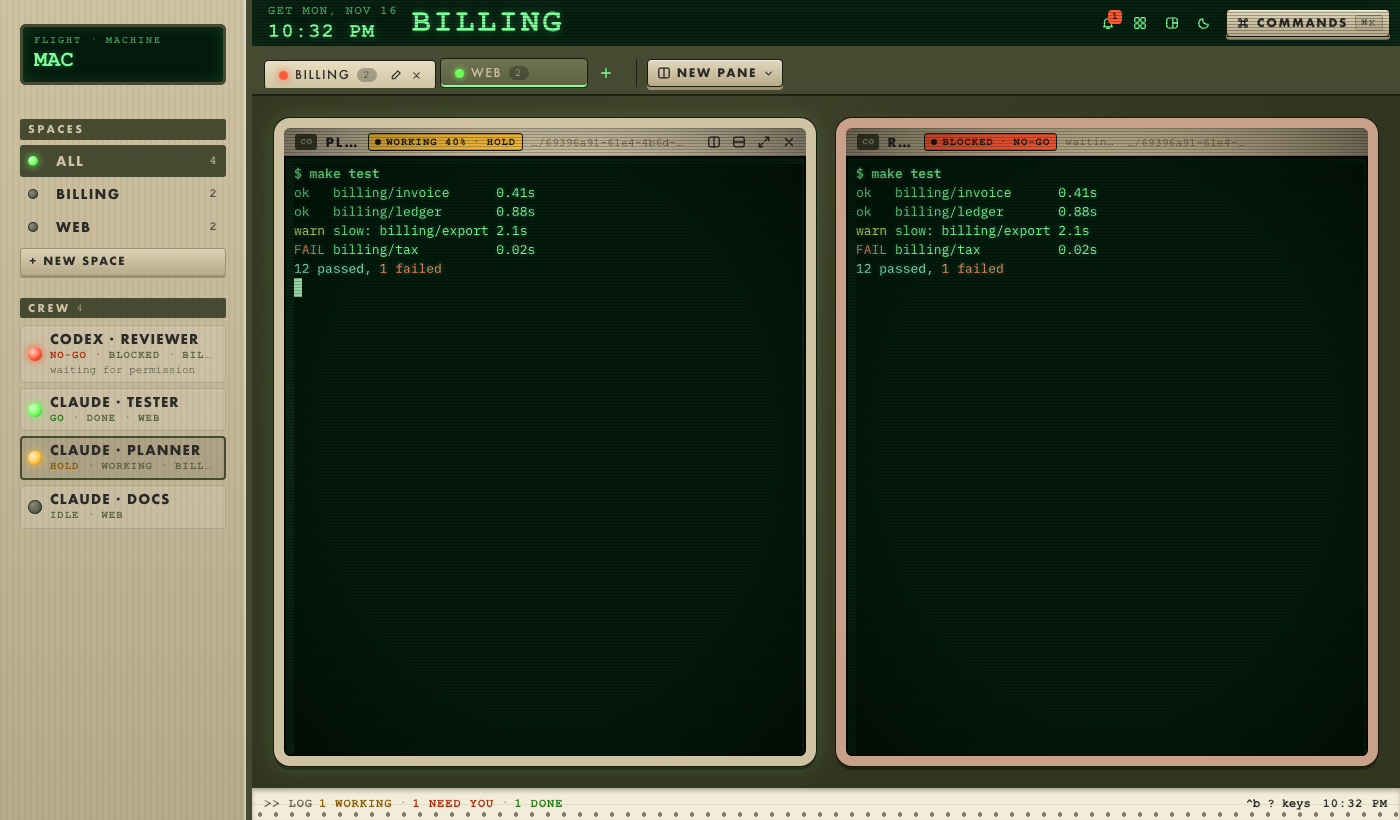 FLIGHT · MACHINE
MAC
SPACES
ALL 4
BILLING 2
WEB 2
+ NEW SPACE
CREW 4
CODEX · REVIEWER
NO-GO · BLOCKED · BIL…
waiting for permission
CLAUDE · TESTER
GO · DONE · WEB
CLAUDE · PLANNER
HOLD · WORKING · BILL…
CLAUDE · DOCS
IDLE · WEB
GET MON, NOV 16
10:32 PM
BILLING
1
⌘ COMMANDS ⌘K
BILLING 2
WEB 2
+
NEW PANE
CO PL… WORKING 40% · HOLD …/69396a91-61e4-4b6d-…
$ make test
ok billing/invoice 0.41s
ok billing/ledger 0.88s
warn slow: billing/export 2.1s
FAIL billing/tax 0.02s
12 passed, 1 failed
CO R… BLOCKED · NO-GO waitin… …/69396a91-61e4-…
$ make test
ok billing/invoice 0.41s
ok billing/ledger 0.88s
warn slow: billing/export 2.1s
FAIL billing/tax 0.02s
12 passed, 1 failed
>> LOG 1 WORKING · 1 NEED YOU · 1 DONE
^b ? keys 10:32 PM